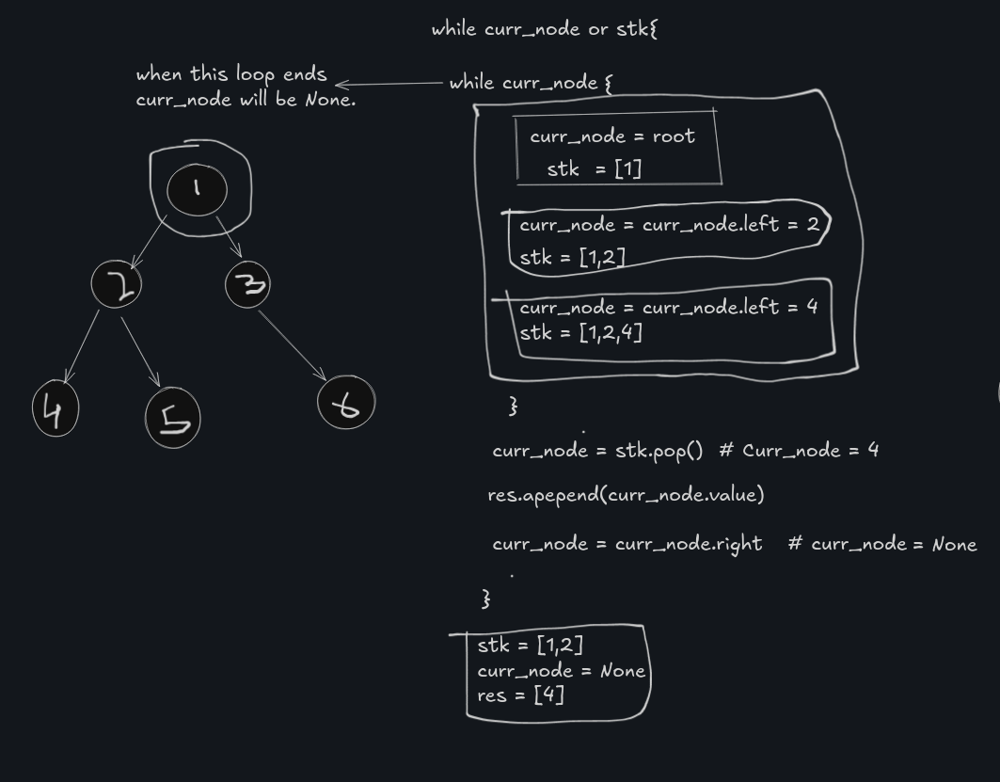 while curr_node or stk{
when this loop ends
curr_node will be None.
while curr_node {
curr_node = root
stk = [1]
curr_node = curr_node.left = 2
stk = [1,2]
curr_node = curr_node.left = 4
stk = [1,2,4]
}
curr_node = stk.pop() # Curr_node = 4
res.apepend(curr_node.value)
curr_node = curr_node.right # curr_node = None
}
stk = [1,2]
curr_node = None
res = [4]
1
2 3
4 5 6